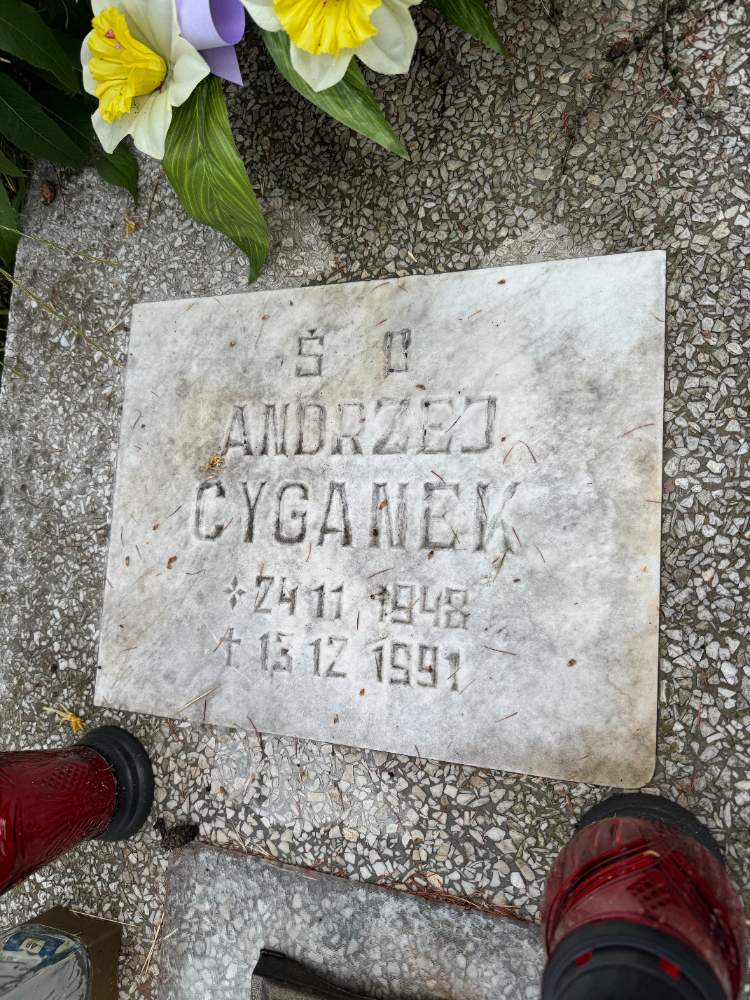 Ś P
ANDRZEJ
CYGANEK
24 11 1948
† 15 12 1991